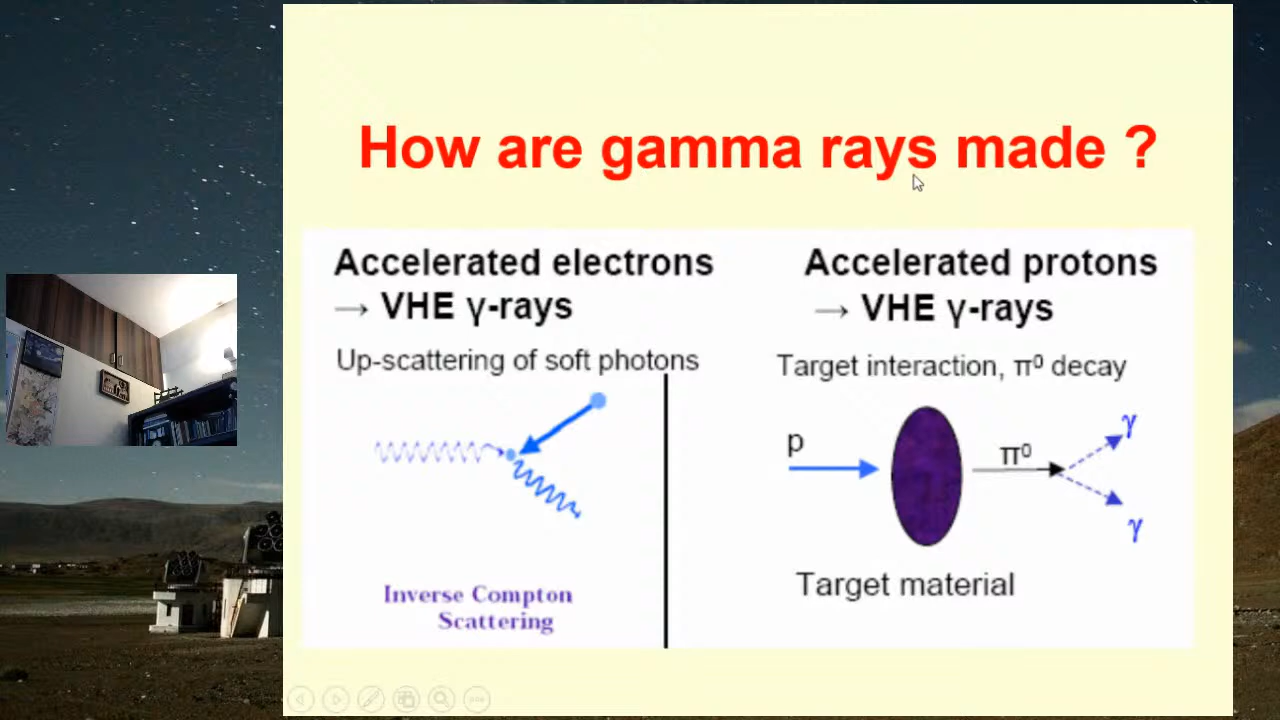 How are gamma rays made ?
Accelerated electrons
→ VHE γ-rays
Up-scattering of soft photons
Inverse Compton
Scattering
Accelerated protons
→ VHE γ-rays
Target interaction, π⁰ decay
p
π⁰
γ
γ
Target material